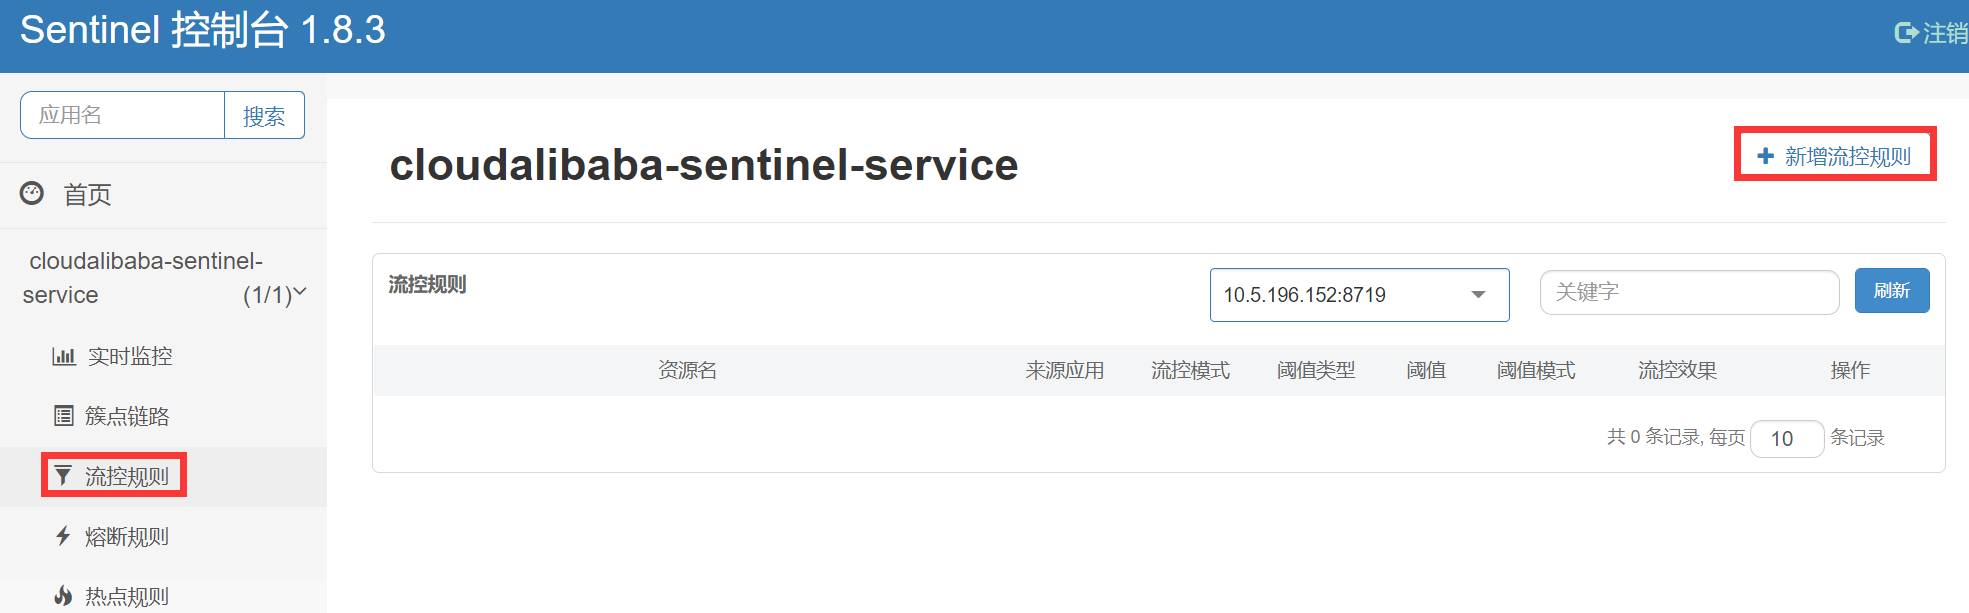 Sentinel 控制台 1.8.3
注销
应用名
搜索
首页
cloudalibaba-sentinel-
service (1/1)
实时监控
簇点链路
流控规则
熔断规则
热点规则
cloudalibaba-sentinel-service
新增流控规则
流控规则
10.5.196.152:8719
关键字
刷新
资源名 来源应用 流控模式 阈值类型 阈值 阈值模式 流控效果 操作
共 0 条记录, 每页 10 条记录